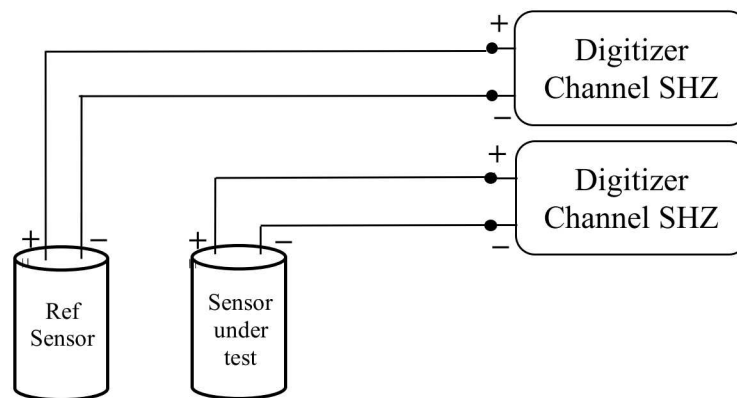 +
Digitizer
Channel SHZ
−
+
Digitizer
Channel SHZ
−
+ −
Ref
Sensor
+ −
Sensor
under
test